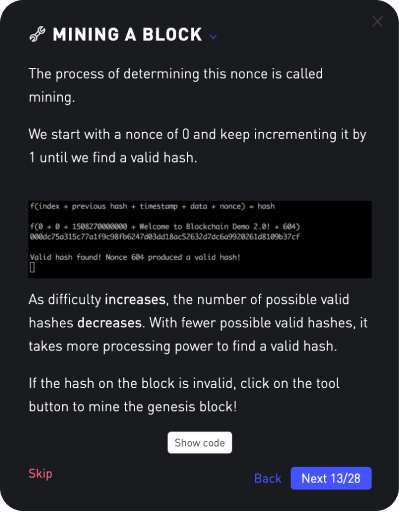 MINING A BLOCK
The process of determining this nonce is called
mining.
We start with a nonce of 0 and keep incrementing it by
1 until we find a valid hash.
f(index + previous hash + timestamp + data + nonce) = hash
f(0 + 0 + 1508270000000 + Welcome to Blockchain Demo 2.0! + 604)
000dc75a315c77a1f9c98fb6247d03dd18ac52632d7dc6a9920261d8109b37cf
Valid hash found! Nonce 604 produced a valid hash!
As difficulty increases, the number of possible valid
hashes decreases. With fewer possible valid hashes, it
takes more processing power to find a valid hash.
If the hash on the block is invalid, click on the tool
button to mine the genesis block!
Show code
Skip
Back
Next 13/28